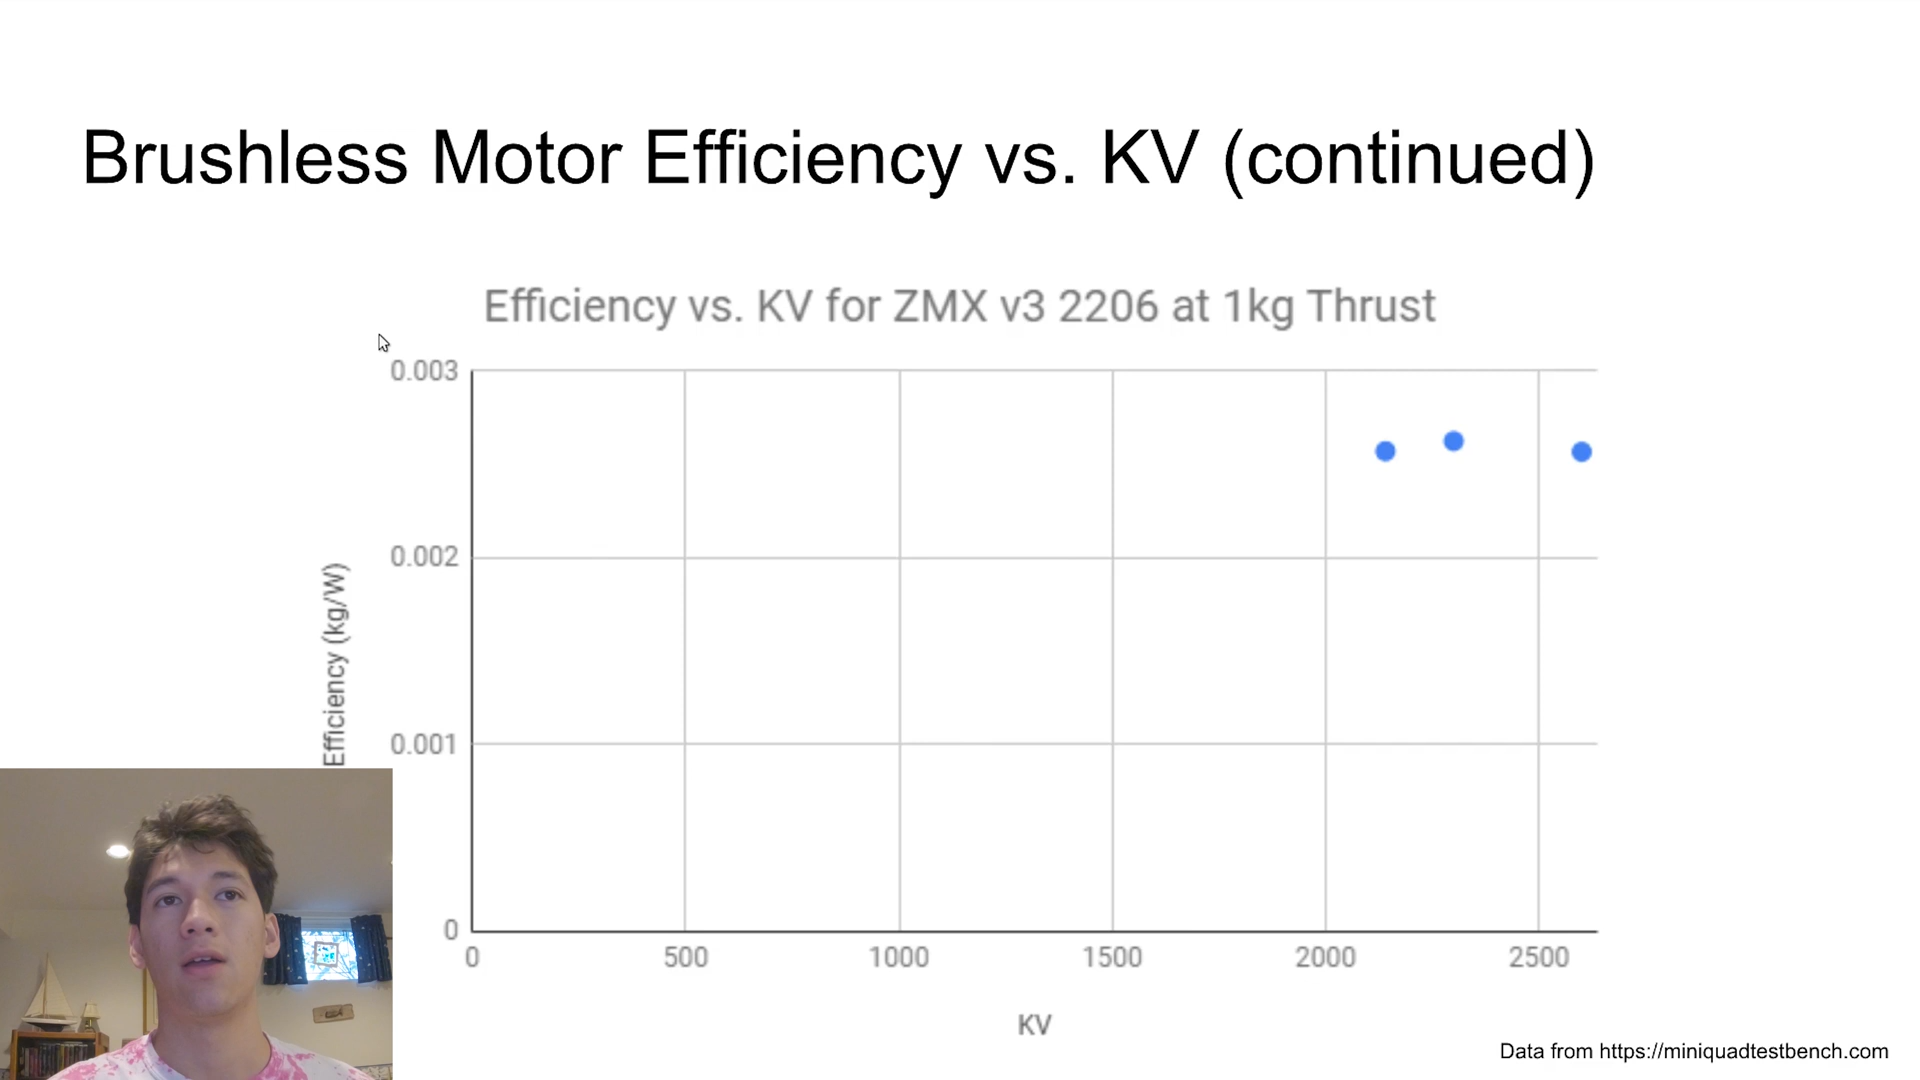 Brushless Motor Efficiency vs. KV (continued)
Efficiency vs. KV for ZMX v3 2206 at 1kg Thrust
0.003
0.002
Efficiency (kg/W)
0.001
0
0 500 1000 1500 2000 2500
KV
Data from https://miniquadtestbench.com